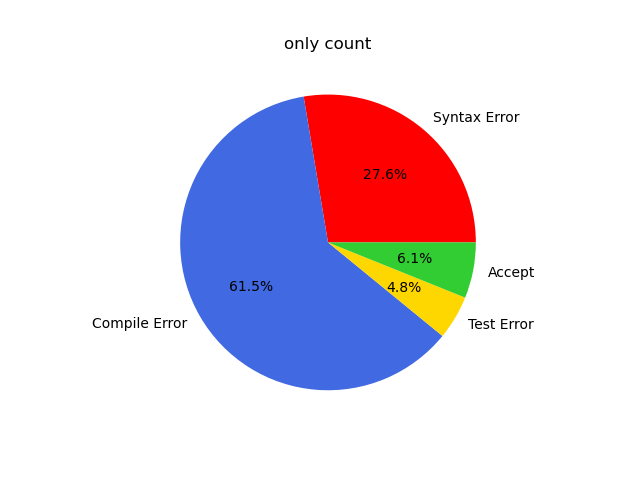 only count
Syntax Error
27.6%
6.1%
Accept
4.8%
61.5%
Compile Error
Test Error